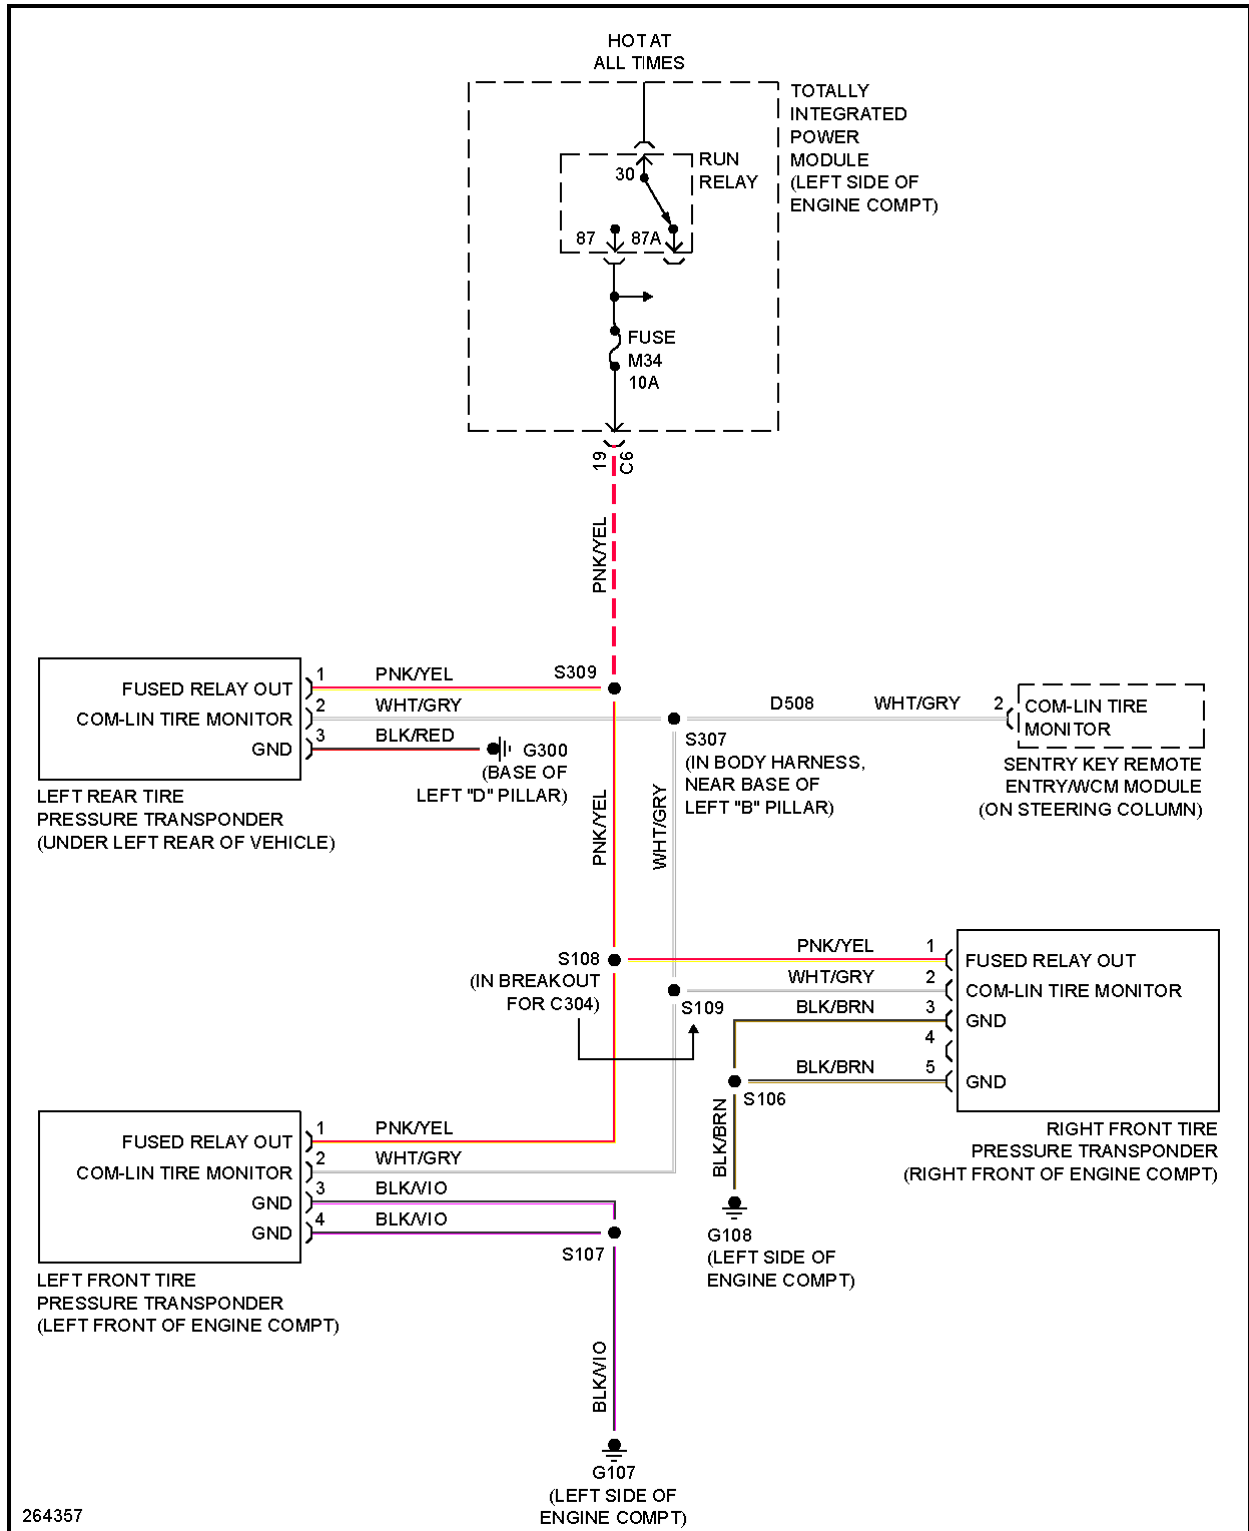 HOT AT
ALL TIMES
TOTALLY
INTEGRATED
POWER
MODULE
(LEFT SIDE OF
ENGINE COMPT)
RUN
RELAY
30
87
87A
FUSE
M34
10A
19
C6
PNK/YEL
1
PNK/YEL
S309
FUSED RELAY OUT
2
WHT/GRY
D508
WHT/GRY
2
COM-LIN TIRE
MONITOR
COM-LIN TIRE MONITOR
3
BLK/RED
GND
G300
(BASE OF
LEFT "D" PILLAR)
S307
(IN BODY HARNESS,
NEAR BASE OF
LEFT "B" PILLAR)
SENTRY KEY REMOTE
ENTRY/WCM MODULE
(ON STEERING COLUMN)
LEFT REAR TIRE
PRESSURE TRANSPONDER
(UNDER LEFT REAR OF VEHICLE)
PNK/YEL
WHT/GRY
S108
(IN BREAKOUT
FOR C304)
S109
PNK/YEL
1
FUSED RELAY OUT
WHT/GRY
2
COM-LIN TIRE MONITOR
BLK/BRN
3
GND
4
BLK/BRN
5
GND
S106
BLK/BRN
RIGHT FRONT TIRE
PRESSURE TRANSPONDER
(RIGHT FRONT OF ENGINE COMPT)
1
PNK/YEL
FUSED RELAY OUT
2
WHT/GRY
COM-LIN TIRE MONITOR
3
BLK/VIO
GND
4
BLK/VIO
GND
S107
G108
(LEFT SIDE OF
ENGINE COMPT)
LEFT FRONT TIRE
PRESSURE TRANSPONDER
(LEFT FRONT OF ENGINE COMPT)
BLK/VIO
G107
(LEFT SIDE OF
ENGINE COMPT)
264357